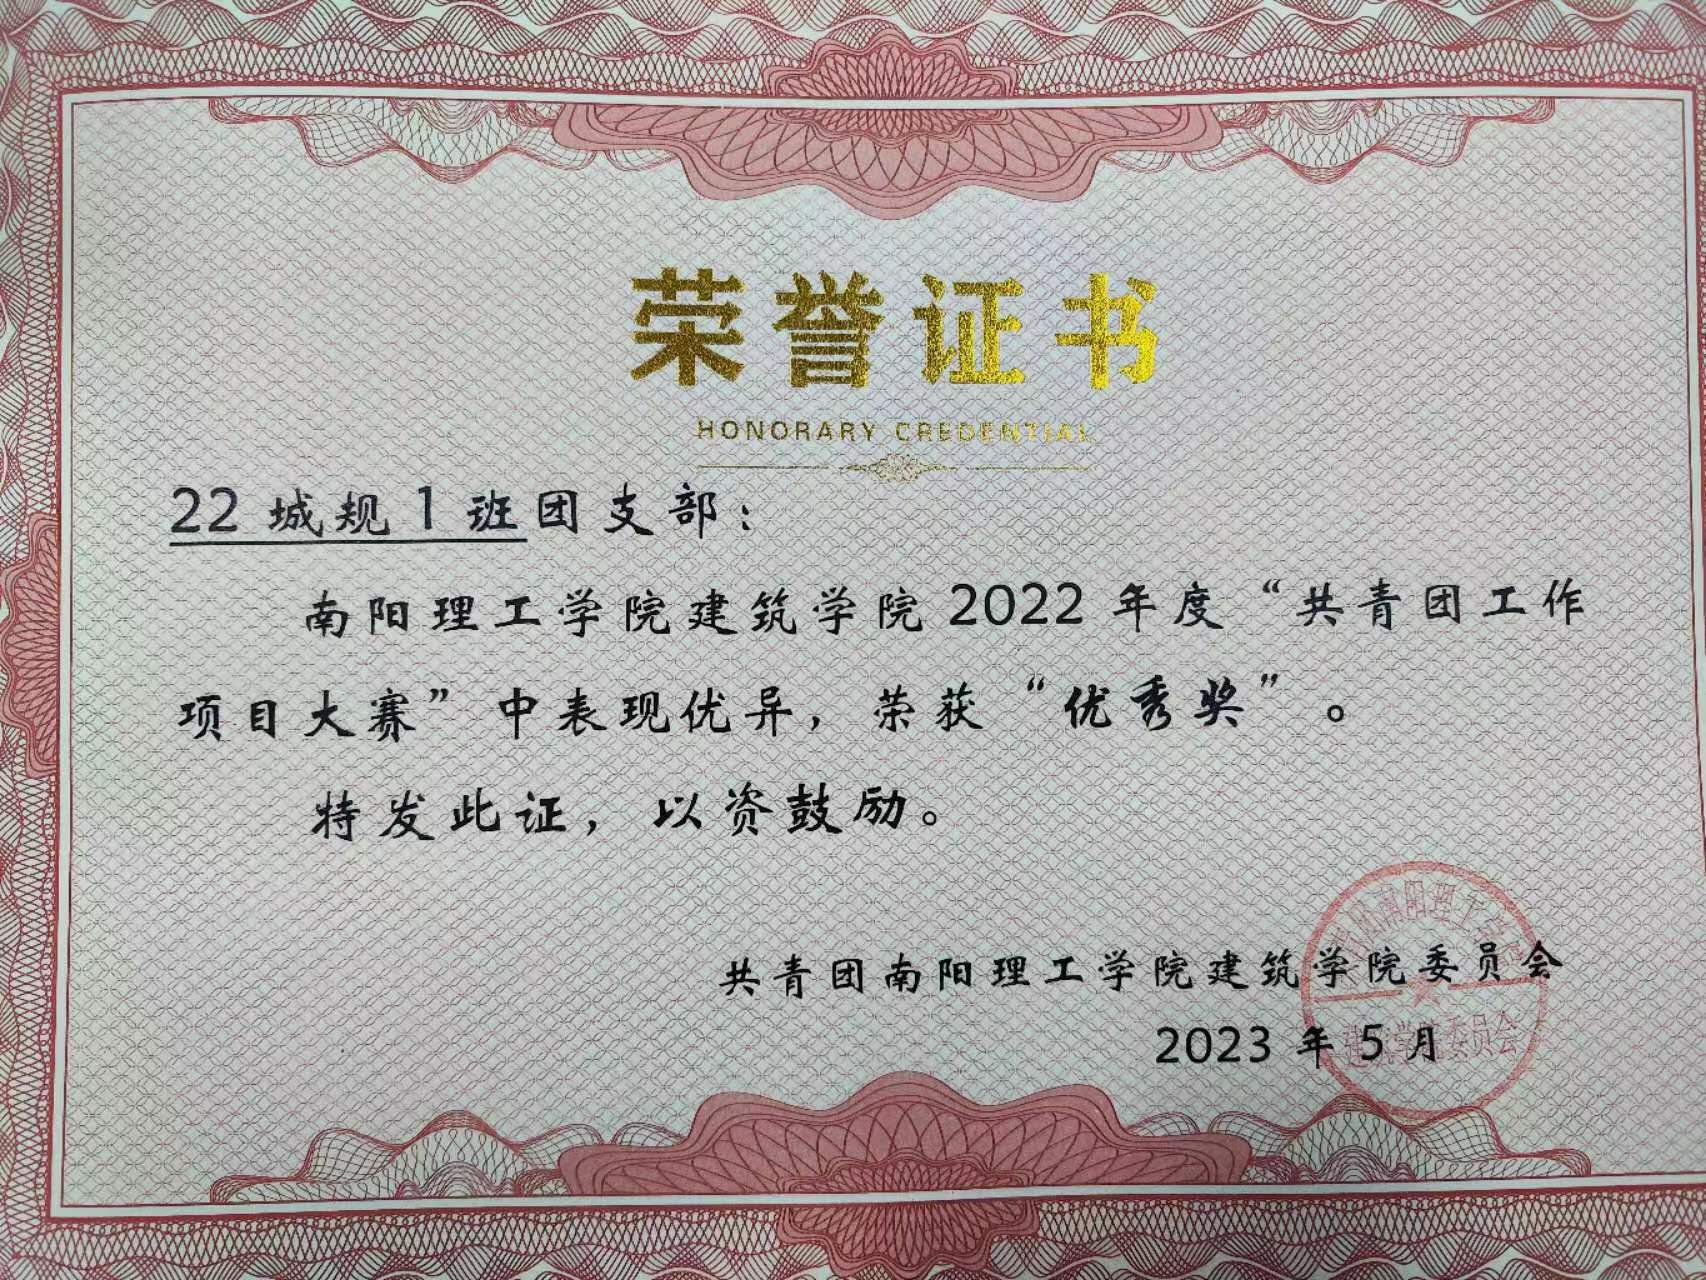 荣誉证书
HONORARY CREDENTIAL
22 城规 1 班团支部：
南阳理工学院建筑学院 2022 年度“共青团工作
项目大赛”中表现优异，荣获“优秀奖”。
特发此证，以资鼓励。
共青团南阳理工学院建筑学院委员会
2023 年 5 月